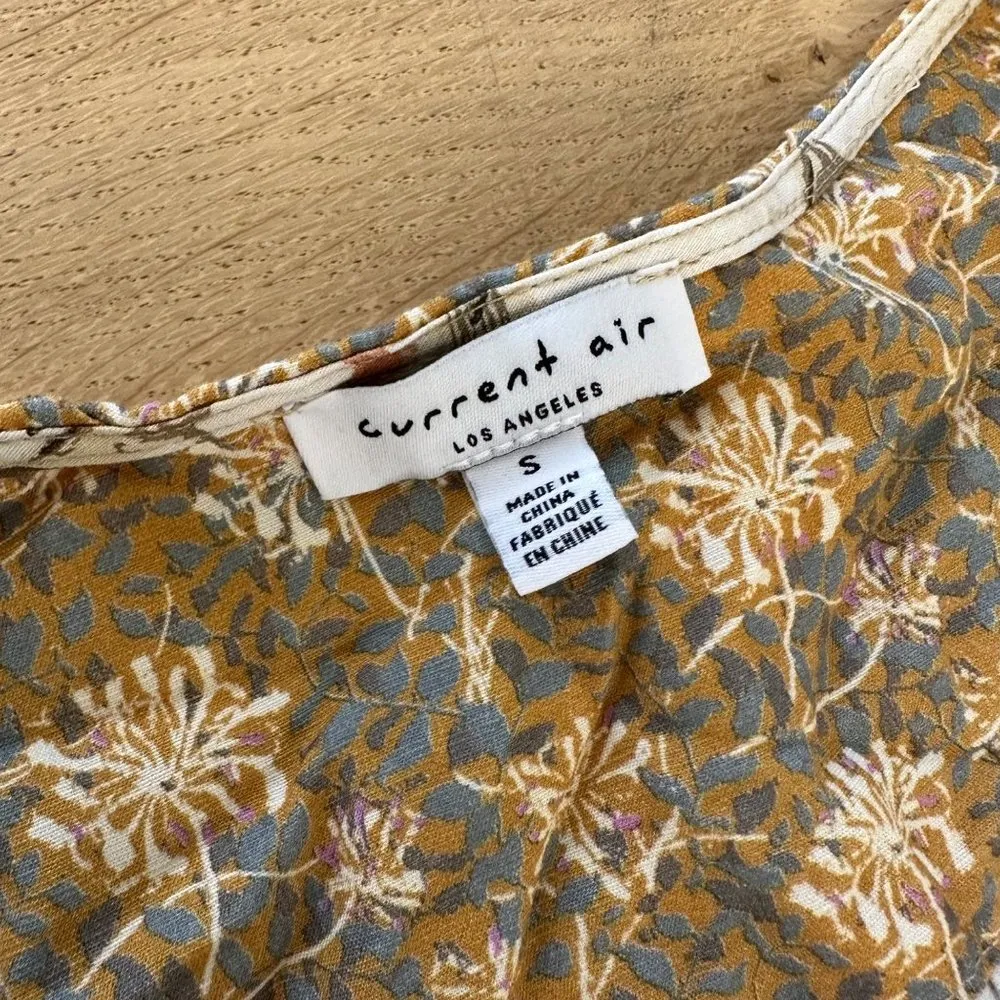 current air
LOS ANGELES
S
MADE IN
CHINA
FABRIQUÉ
EN CHINE